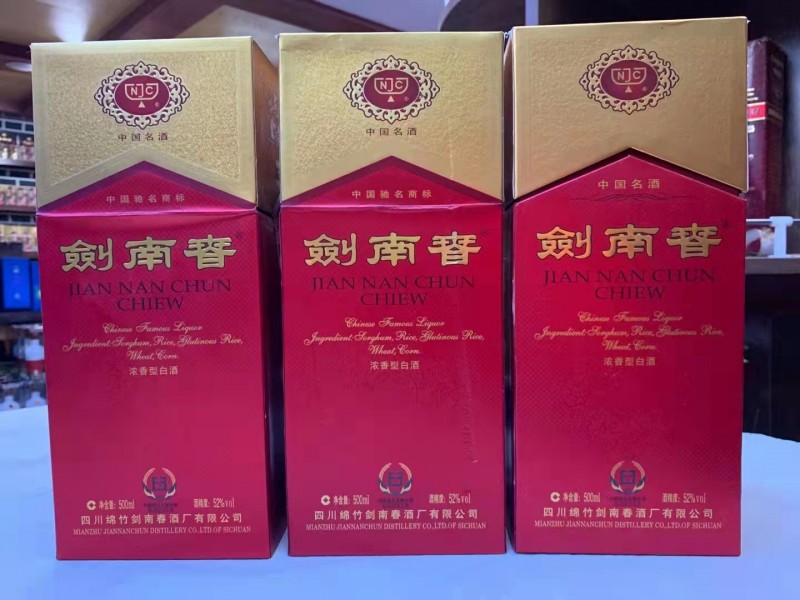 NJC
中国名酒
中国驰名商标
劍南春
JIAN NAN CHUN
CHIEW
Chinese Famous Liquor
Ingredient:Sorghum, Rice, Glutinous Rice,
Wheat, Corn.
浓香型白酒
净含量: 500ml 酒精度: 52%vol
四川绵竹剑南春酒厂有限公司
MIANZHU JIANNANCHUN DISTILLERY CO.,LTD.OF SICHUAN
NJC
中国名酒
中国驰名商标
劍南春
JIAN NAN CHUN
CHIEW
Chinese Famous Liquor
Ingredient:Sorghum, Rice, Glutinous Rice,
Wheat, Corn.
浓香型白酒
净含量: 500ml 酒精度: 52%vol
四川绵竹剑南春酒厂有限公司
MIANZHU JIANNANCHUN DISTILLERY CO.,LTD.OF SICHUAN
NJC
中国名酒
劍南春
JIAN NAN CHUN
CHIEW
Chinese Famous Liquor
Ingredient:Sorghum, Rice, Glutinous Rice,
Wheat, Corn.
浓香型白酒
净含量: 500ml 酒精度: 52%vol
四川绵竹剑南春酒厂有限公司
MIANZHU JIANNANCHUN DISTILLERY CO.,LTD.OF SICHUAN